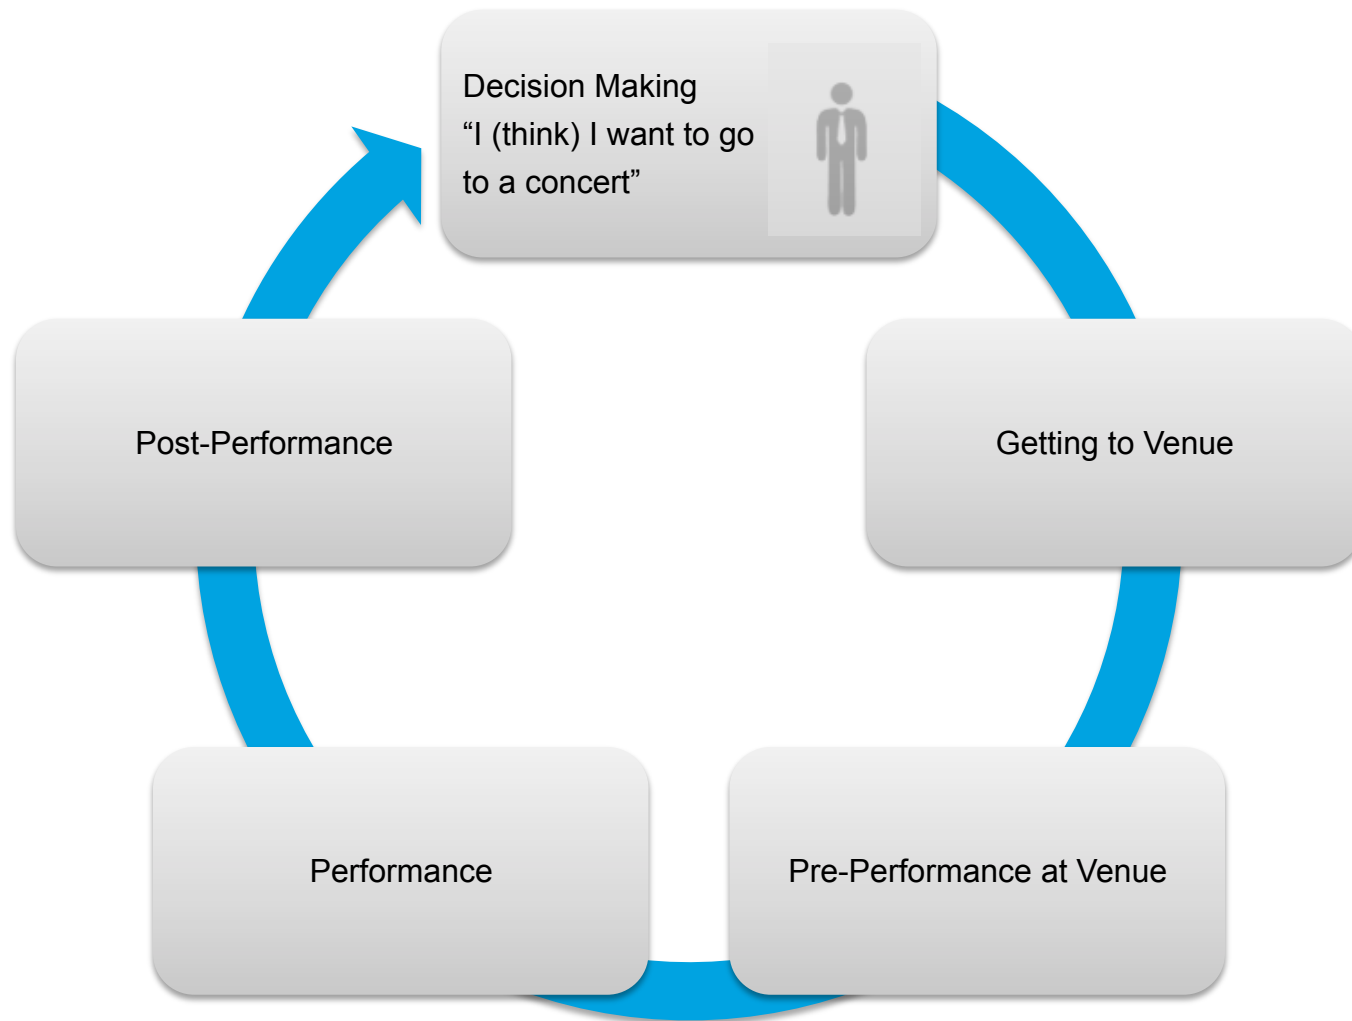 Decision Making
“I (think) I want to go
to a concert”
Getting to Venue
Pre-Performance at Venue
Performance
Post-Performance